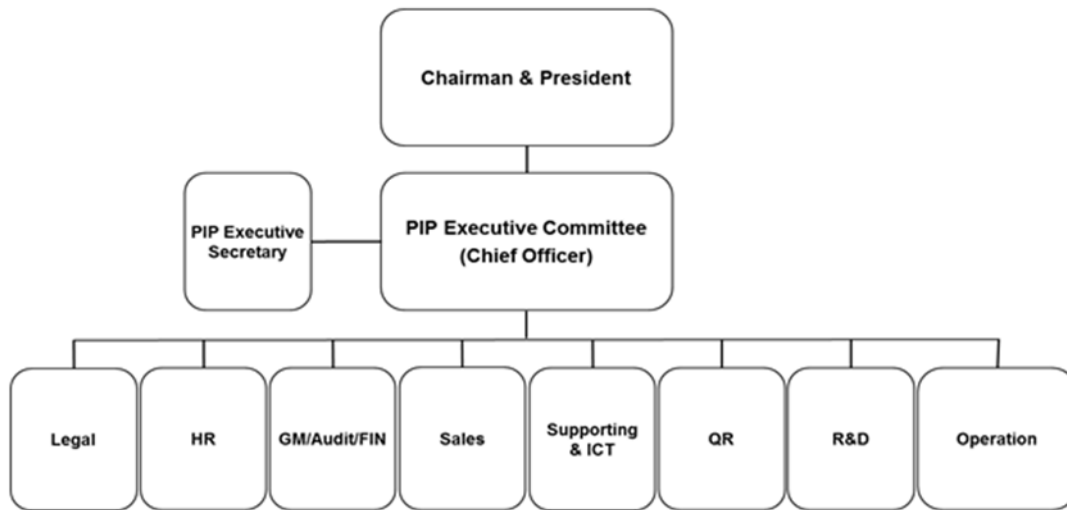 Chairman & President
PIP Executive
Secretary
PIP Executive Committee
(Chief Officer)
Legal
HR
GM/Audit/FIN
Sales
Supporting
& ICT
QR
R&D
Operation